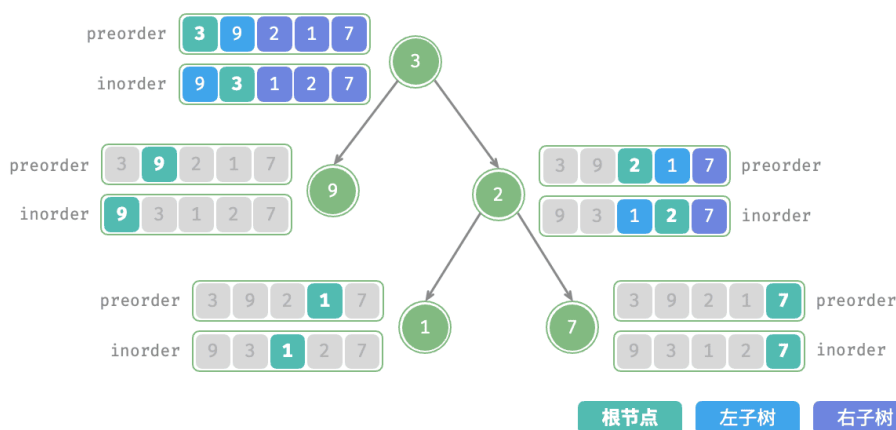 preorder 3 9 2 1 7
3
inorder 9 3 1 2 7
preorder 3 9 2 1 7
3 9 2 1 7 preorder
9
2
inorder 9 3 1 2 7
9 3 1 2 7 inorder
preorder 3 9 2 1 7
3 9 2 1 7 preorder
1
7
inorder 9 3 1 2 7
9 3 1 2 7 inorder
根节点 左子树 右子树